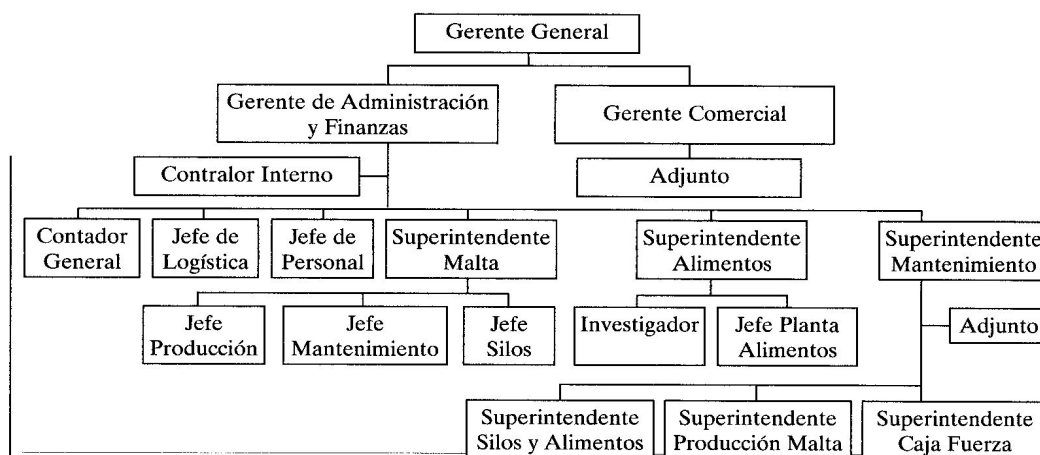 Gerente General
Gerente de Administración
y Finanzas
Gerente Comercial
Contralor Interno
Adjunto
Contador
General
Jefe de
Logística
Jefe de
Personal
Superintendente
Malta
Superintendente
Alimentos
Superintendente
Mantenimiento
Jefe
Producción
Jefe
Mantenimiento
Jefe
Silos
Investigador
Jefe Planta
Alimentos
Adjunto
Superintendente
Silos y Alimentos
Superintendente
Producción Malta
Superintendente
Caja Fuerza